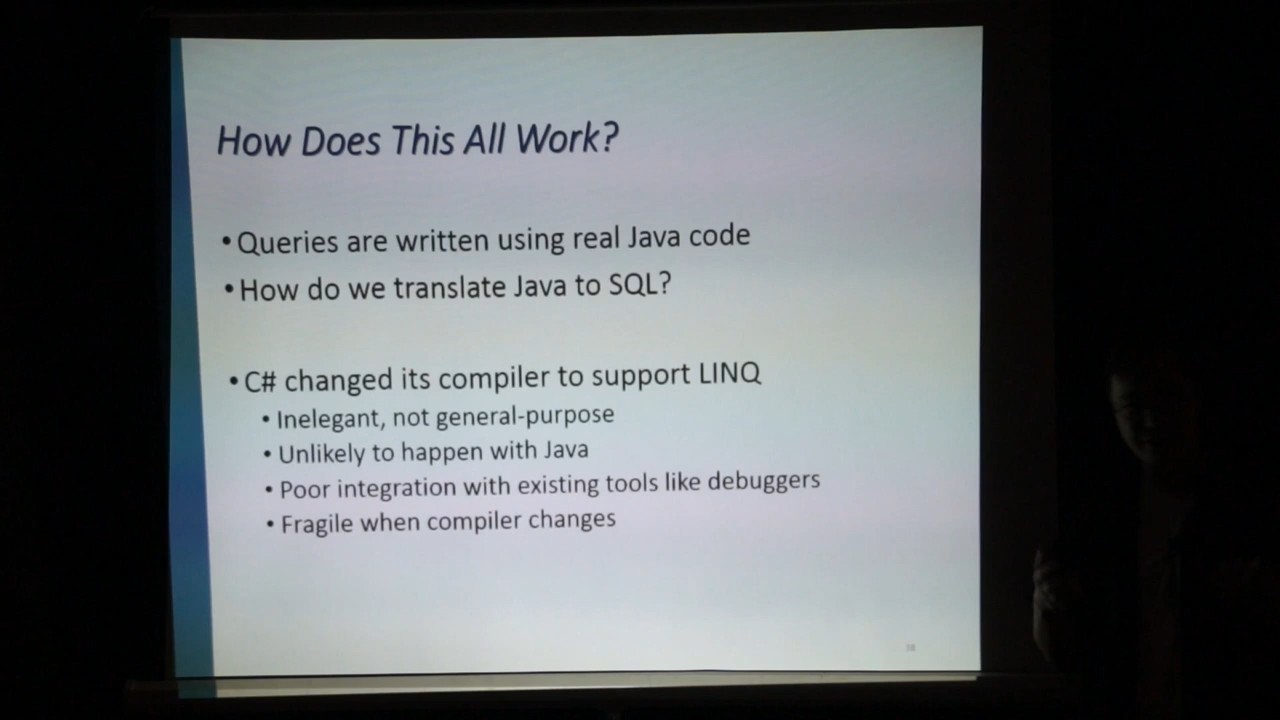 How Does This All Work?
• Queries are written using real Java code
• How do we translate Java to SQL?
• C# changed its compiler to support LINQ
• Inelegant, not general-purpose
• Unlikely to happen with Java
• Poor integration with existing tools like debuggers
• Fragile when compiler changes
38